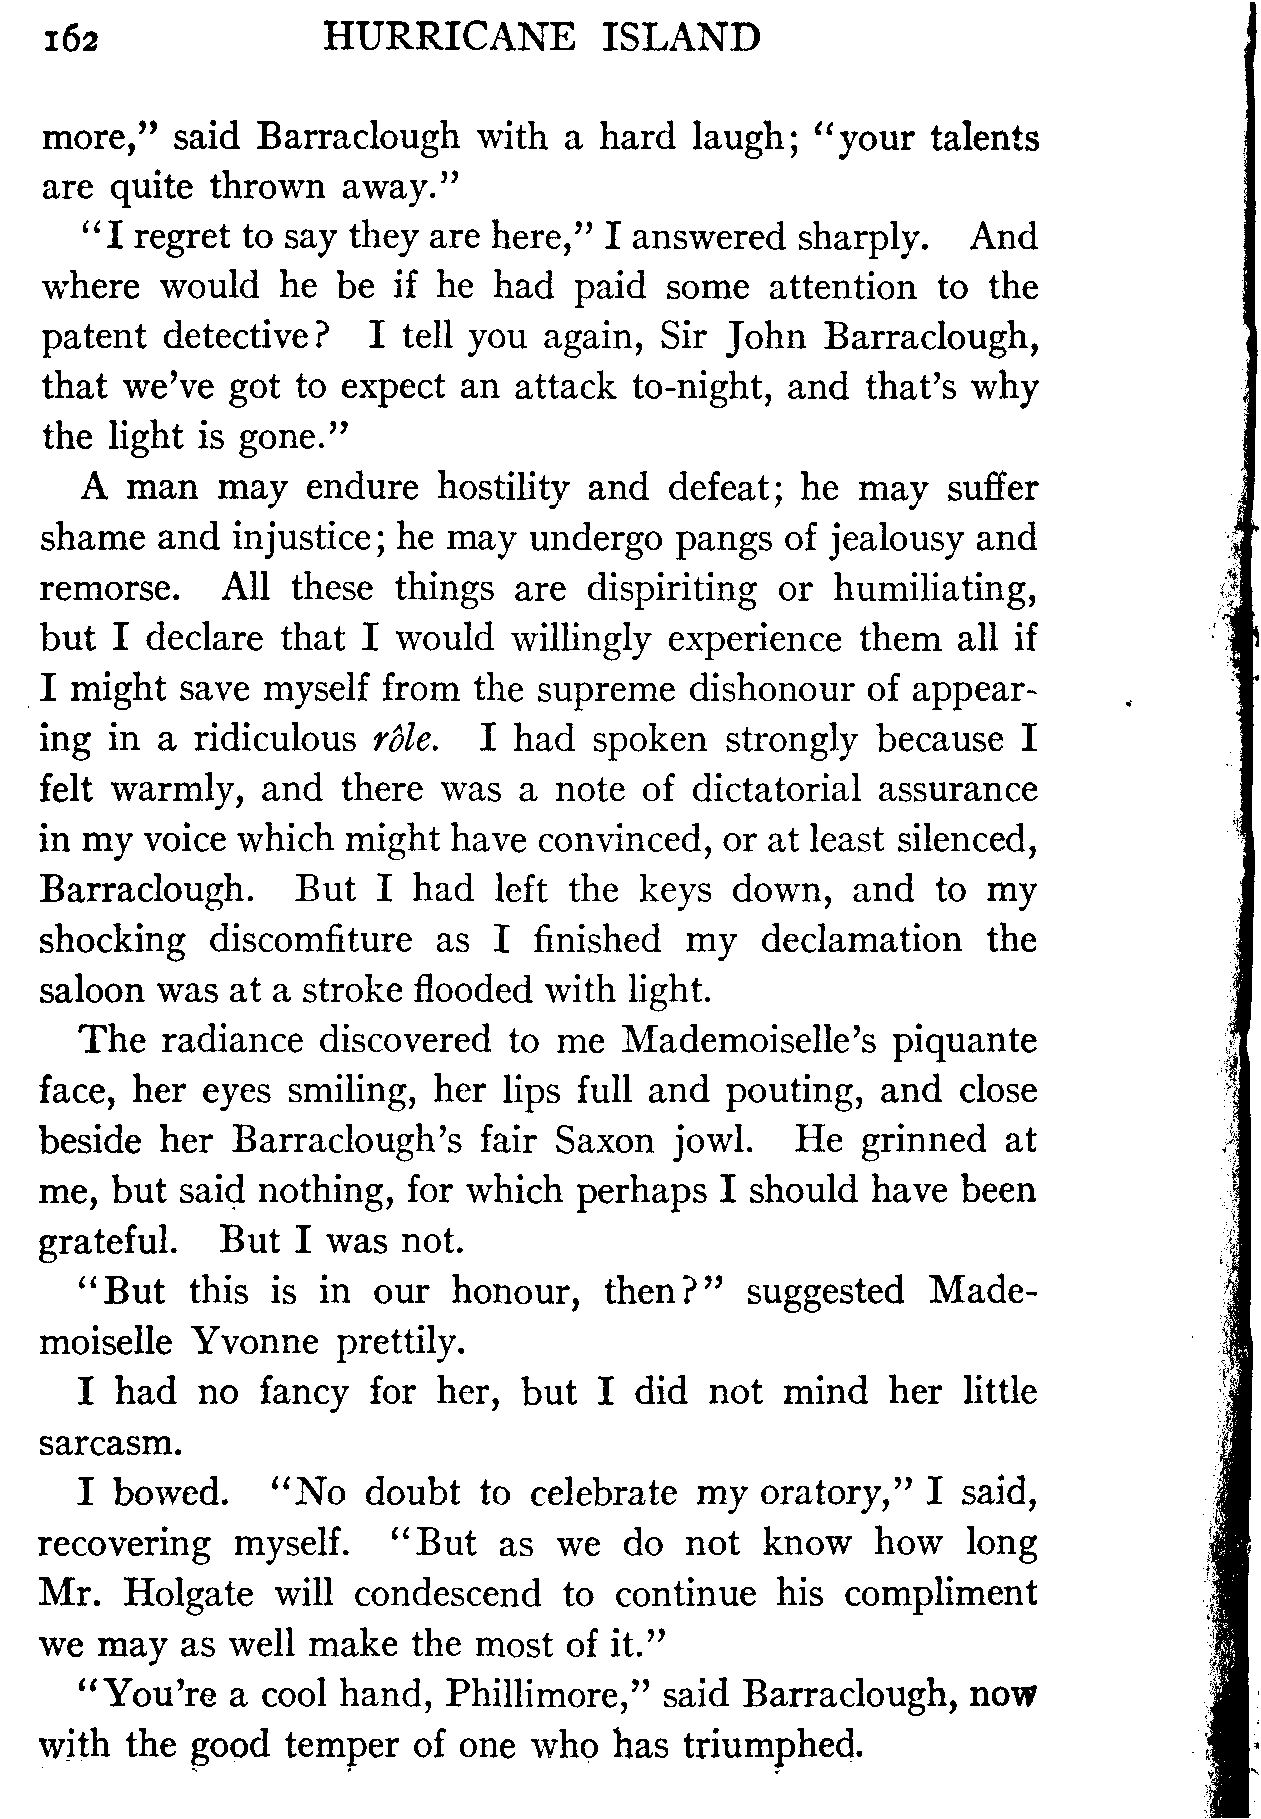 162 HURRICANE ISLAND
more," said Barraclough with a hard laugh; "your talents
are quite thrown away."
"I regret to say they are here," I answered sharply. And
where would he be if he had paid some attention to the
patent detective? I tell you again, Sir John Barraclough,
that we've got to expect an attack to-night, and that's why
the light is gone."
A man may endure hostility and defeat; he may suffer
shame and injustice; he may undergo pangs of jealousy and
remorse. All these things are dispiriting or humiliating,
but I declare that I would willingly experience them all if
I might save myself from the supreme dishonour of appear-
ing in a ridiculous rôle. I had spoken strongly because I
felt warmly, and there was a note of dictatorial assurance
in my voice which might have convinced, or at least silenced,
Barraclough. But I had left the keys down, and to my
shocking discomfiture as I finished my declamation the
saloon was at a stroke flooded with light.
The radiance discovered to me Mademoiselle's piquante
face, her eyes smiling, her lips full and pouting, and close
beside her Barraclough's fair Saxon jowl. He grinned at
me, but said nothing, for which perhaps I should have been
grateful. But I was not.
"But this is in our honour, then?" suggested Made-
moiselle Yvonne prettily.
I had no fancy for her, but I did not mind her little
sarcasm.
I bowed. "No doubt to celebrate my oratory," I said,
recovering myself. "But as we do not know how long
Mr. Holgate will condescend to continue his compliment
we may as well make the most of it."
"You're a cool hand, Phillimore," said Barraclough, now
with the good temper of one who has triumphed.